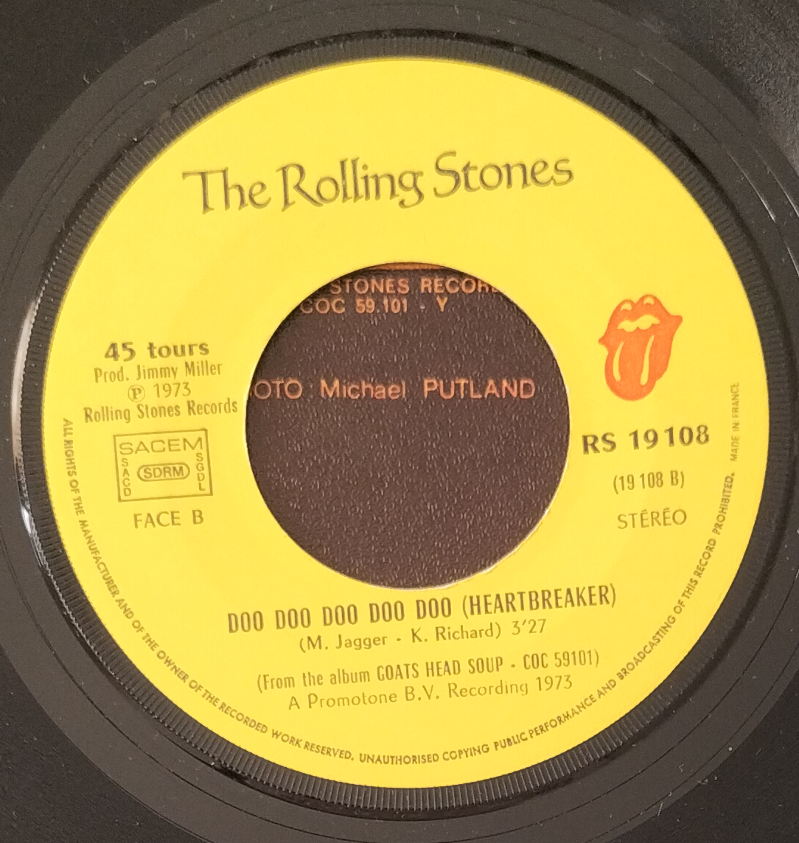 The Rolling Stones
STONES RECOR
COC 59.101 - Y
OTO Michael PUTLAND
45 tours
Prod. Jimmy Miller
℗ 1973
Rolling Stones Records
SACEM
SACD
SDRM
SGDL
FACE B
RS 19108
(19 108 B)
STÉRÉO
MADE IN FRANCE
DOO DOO DOO DOO DOO (HEARTBREAKER)
(M. Jagger - K. Richard) 3'27
(From the album GOATS HEAD SOUP - COC 59101)
A Promotone B.V. Recording 1973
ALL RIGHTS OF THE MANUFACTURER AND OF THE OWNER OF THE RECORDED WORK RESERVED. UNAUTHORISED COPYING PUBLIC PERFORMANCE AND BROADCASTING OF THIS RECORD PROHIBITED.